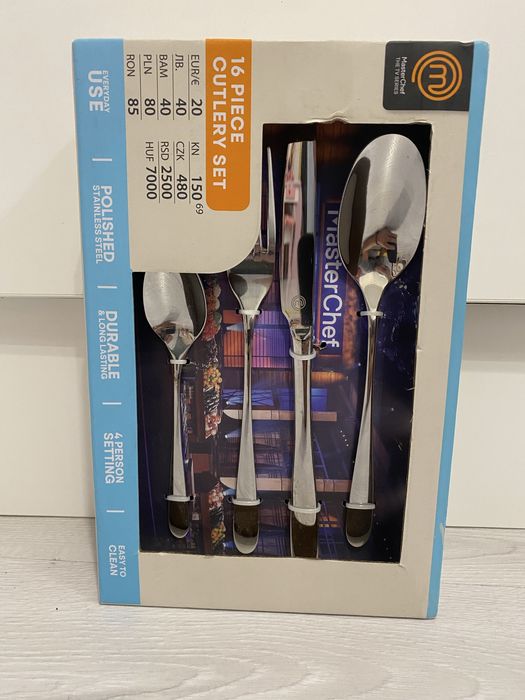 MasterChef
THE TV SERIES
16 PIECE
CUTLERY SET
EUR/€ 20 KN 150 69
ЛВ. 40 CZK 480
BAM 40 RSD 2500
PLN 80 HUF 7000
RON 85
EVERYDAY
USE
POLISHED
STAINLESS STEEL
DURABLE
& LONG LASTING
4 PERSON
SETTING
EASY TO
CLEAN
MasterChef